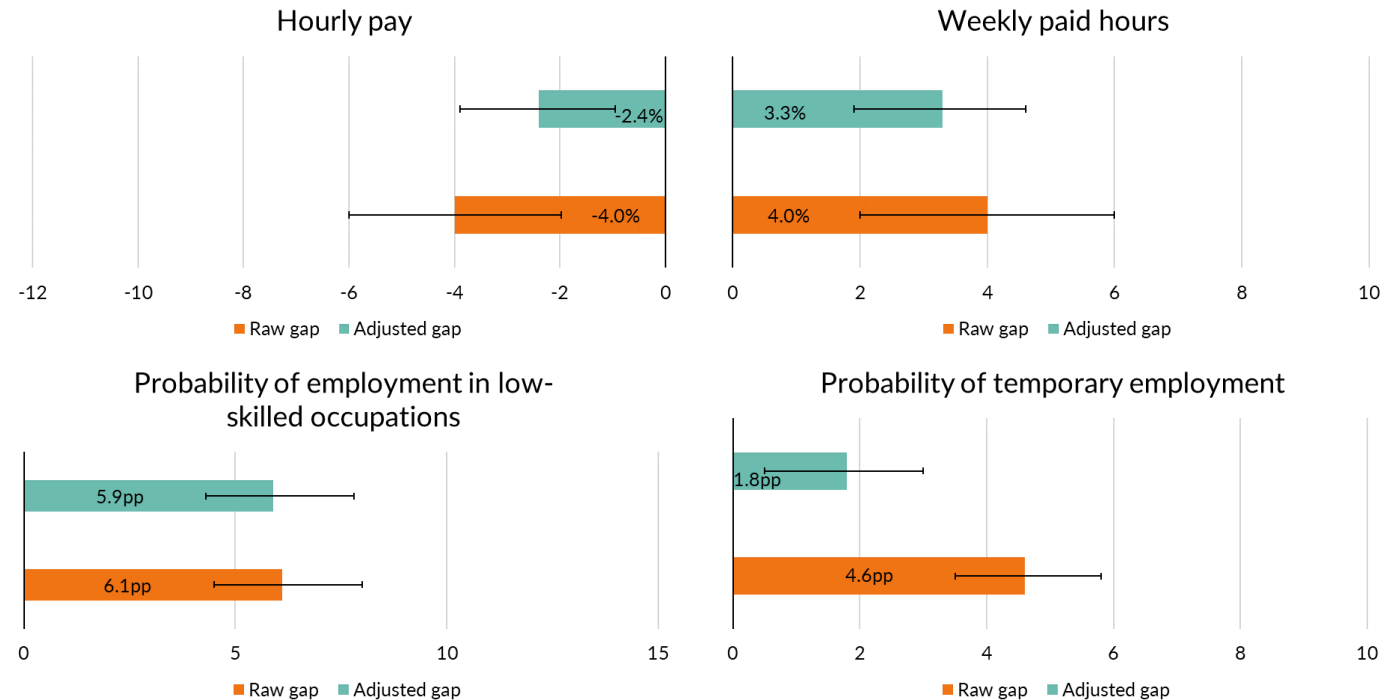 Hourly pay
-2.4%
-4.0%
-12 -10 -8 -6 -4 -2 0
Raw gap Adjusted gap
Weekly paid hours
3.3%
4.0%
0 2 4 6 8 10
Raw gap Adjusted gap
Probability of employment in low-
skilled occupations
5.9pp
6.1pp
0 5 10 15
Raw gap Adjusted gap
Probability of temporary employment
1.8pp
4.6pp
0 2 4 6 8 10
Raw gap Adjusted gap